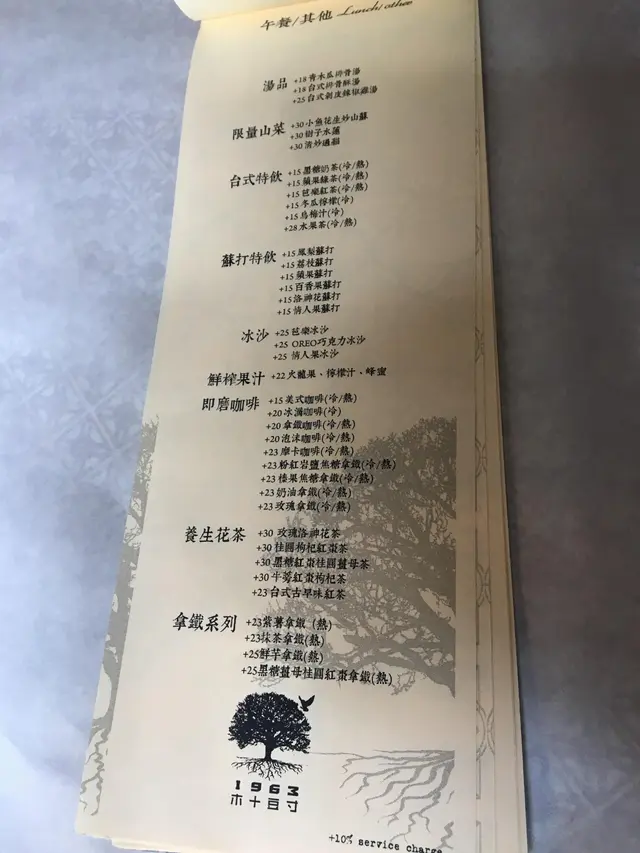 午餐/其他 Lunch/other
湯品 +18 青木瓜排骨湯
+18 台式排骨酥湯
+25 台式剝皮辣椒雞湯
限量山菜 +30 小魚花生炒山蘇
+30 樹子水蓮
+30 清炒過貓
台式特飲 +15 黑糖奶茶(冷/熱)
+15 蘋果綠茶(冷/熱)
+15 芭樂紅茶(冷/熱)
+15 冬瓜檸檬(冷)
+15 烏梅汁(冷)
+28 水果茶(冷/熱)
蘇打特飲 +15 鳳梨蘇打
+15 荔枝蘇打
+15 蘋果蘇打
+15 百香果蘇打
+15 洛神花蘇打
+15 情人果蘇打
冰沙 +25 芭樂冰沙
+25 OREO巧克力冰沙
+25 情人果冰沙
鮮榨果汁 +22 火龍果、檸檬汁、蜂蜜
即磨咖啡 +15 美式咖啡(冷/熱)
+20 冰滴咖啡(冷)
+20 拿鐵咖啡(冷/熱)
+20 泡沫咖啡(冷/熱)
+23 摩卡咖啡(冷/熱)
+23 粉紅岩鹽焦糖拿鐵(冷/熱)
+23 榛果焦糖拿鐵(冷/熱)
+23 奶油拿鐵(冷/熱)
+23 玫瑰拿鐵(冷/熱)
養生花茶 +30 玫瑰洛神花茶
+30 桂圓枸杞紅棗茶
+30 黑糖紅棗桂圓薑母茶
+30 牛蒡紅棗枸杞茶
+23 台式古早味紅茶
拿鐵系列 +23紫薯拿鐵 (熱)
+23抹茶拿鐵(熱)
+25鮮芋拿鐵(熱)
+25黑糖薑母桂圓紅棗拿鐵(熱)
1963
木十豆寸
+10% service charge